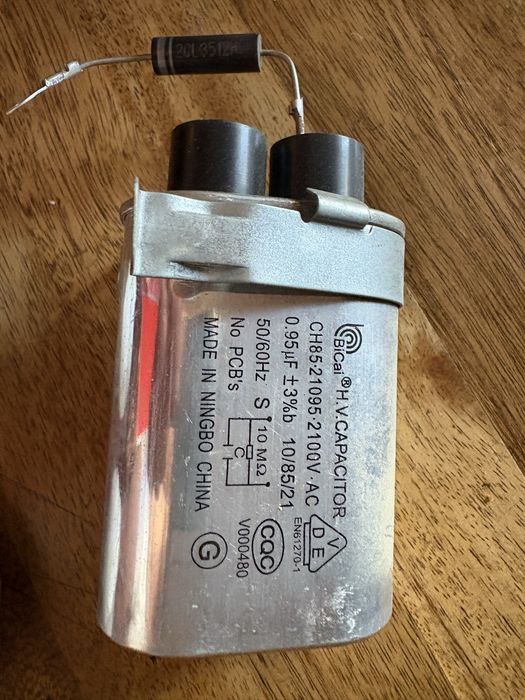 BiCai ® H.V.CAPACITOR
CH85·21095·2100V·AC
0.95µF ±3%b 10/85/21
50/60Hz S 10 MΩ C
No PCB's
MADE IN NINGBO CHINA
VDE
EN61270-1
CQC
V000480
G